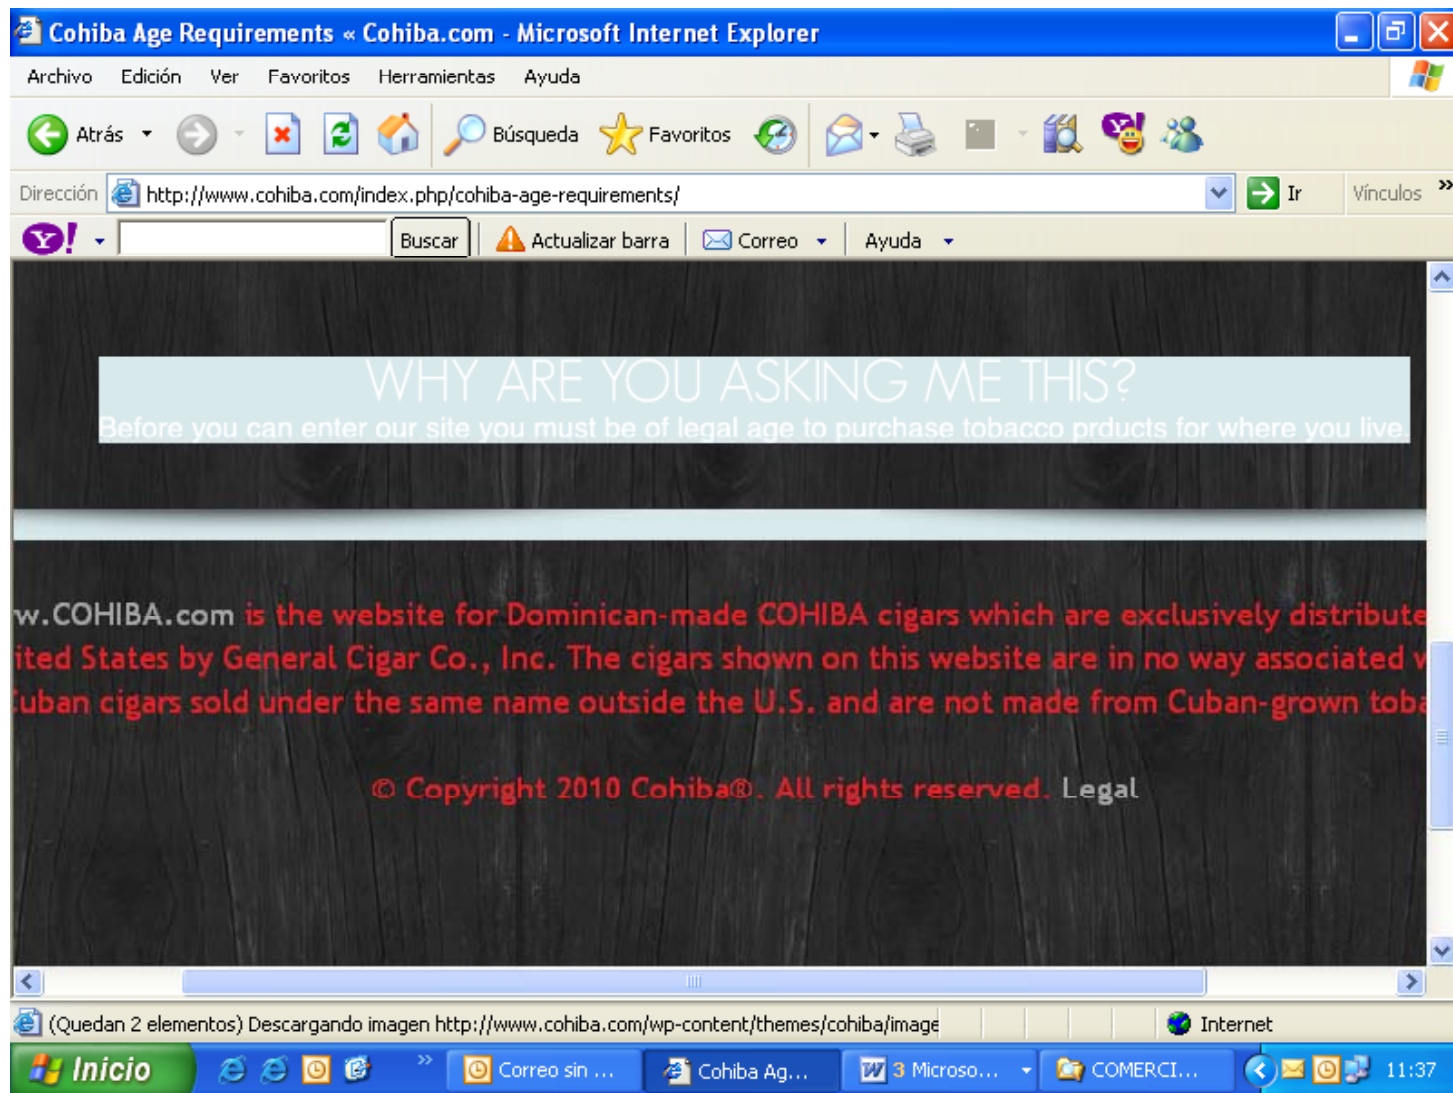 Cohiba Age Requirements « Cohiba.com - Microsoft Internet Explorer
Archivo Edición Ver Favoritos Herramientas Ayuda
Atrás Búsqueda Favoritos
Dirección http://www.cohiba.com/index.php/cohiba-age-requirements/ Ir Vínculos »
Y! Buscar Actualizar barra Correo Ayuda
WHY ARE YOU ASKING ME THIS?
Before you can enter our site you must be of legal age to purchase tobacco prducts for where you live.
w.COHIBA.com is the website for Dominican-made COHIBA cigars which are exclusively distribute
ited States by General Cigar Co., Inc. The cigars shown on this website are in no way associated
Cuban cigars sold under the same name outside the U.S. and are not made from Cuban-grown toba
© Copyright 2010 Cohiba®. All rights reserved. Legal
(Quedan 2 elementos) Descargando imagen http://www.cohiba.com/wp-content/themes/cohiba/image Internet
Inicio » Correo sin ... Cohiba Ag... 3 Microso... COMERCI... 11:37